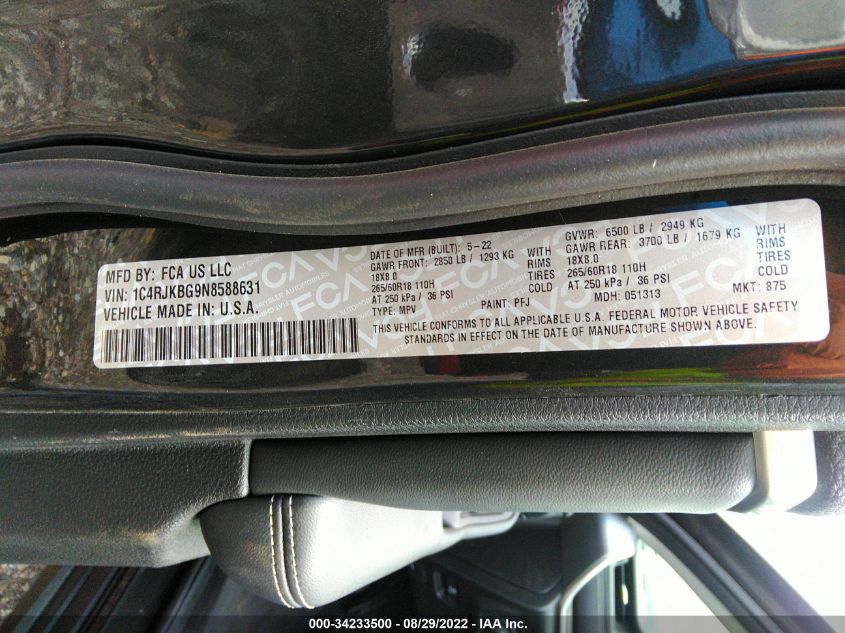 MFD BY: FCA US LLC
VIN: 1C4RJKBG9N8588631
VEHICLE MADE IN U.S.A.
DATE OF MFR (BUILT): 5-22
GAWR FRONT: 2850 LB / 1293 KG WITH
18X8.0 RIMS
TIRES
265/60R18 110H
AT 250 kPa / 36 PSI COLD
TYPE: MPV PAINT: PFJ
GVWR: 6500 LB / 2949 KG
GAWR REAR: 3700 LB / 1679 KG WITH
18X8.0 RIMS
TIRES
265/60R18 110H
AT 250 kPa / 36 PSI COLD
MDH: 051313 MKT: 875
THIS VEHICLE CONFORMS TO ALL APPLICABLE U.S.A. FEDERAL MOTOR VEHICLE SAFETY
STANDARDS IN EFFECT ON THE DATE OF MANUFACTURE SHOWN ABOVE.
000-34233500 - 08/29/2022 - IAA Inc.